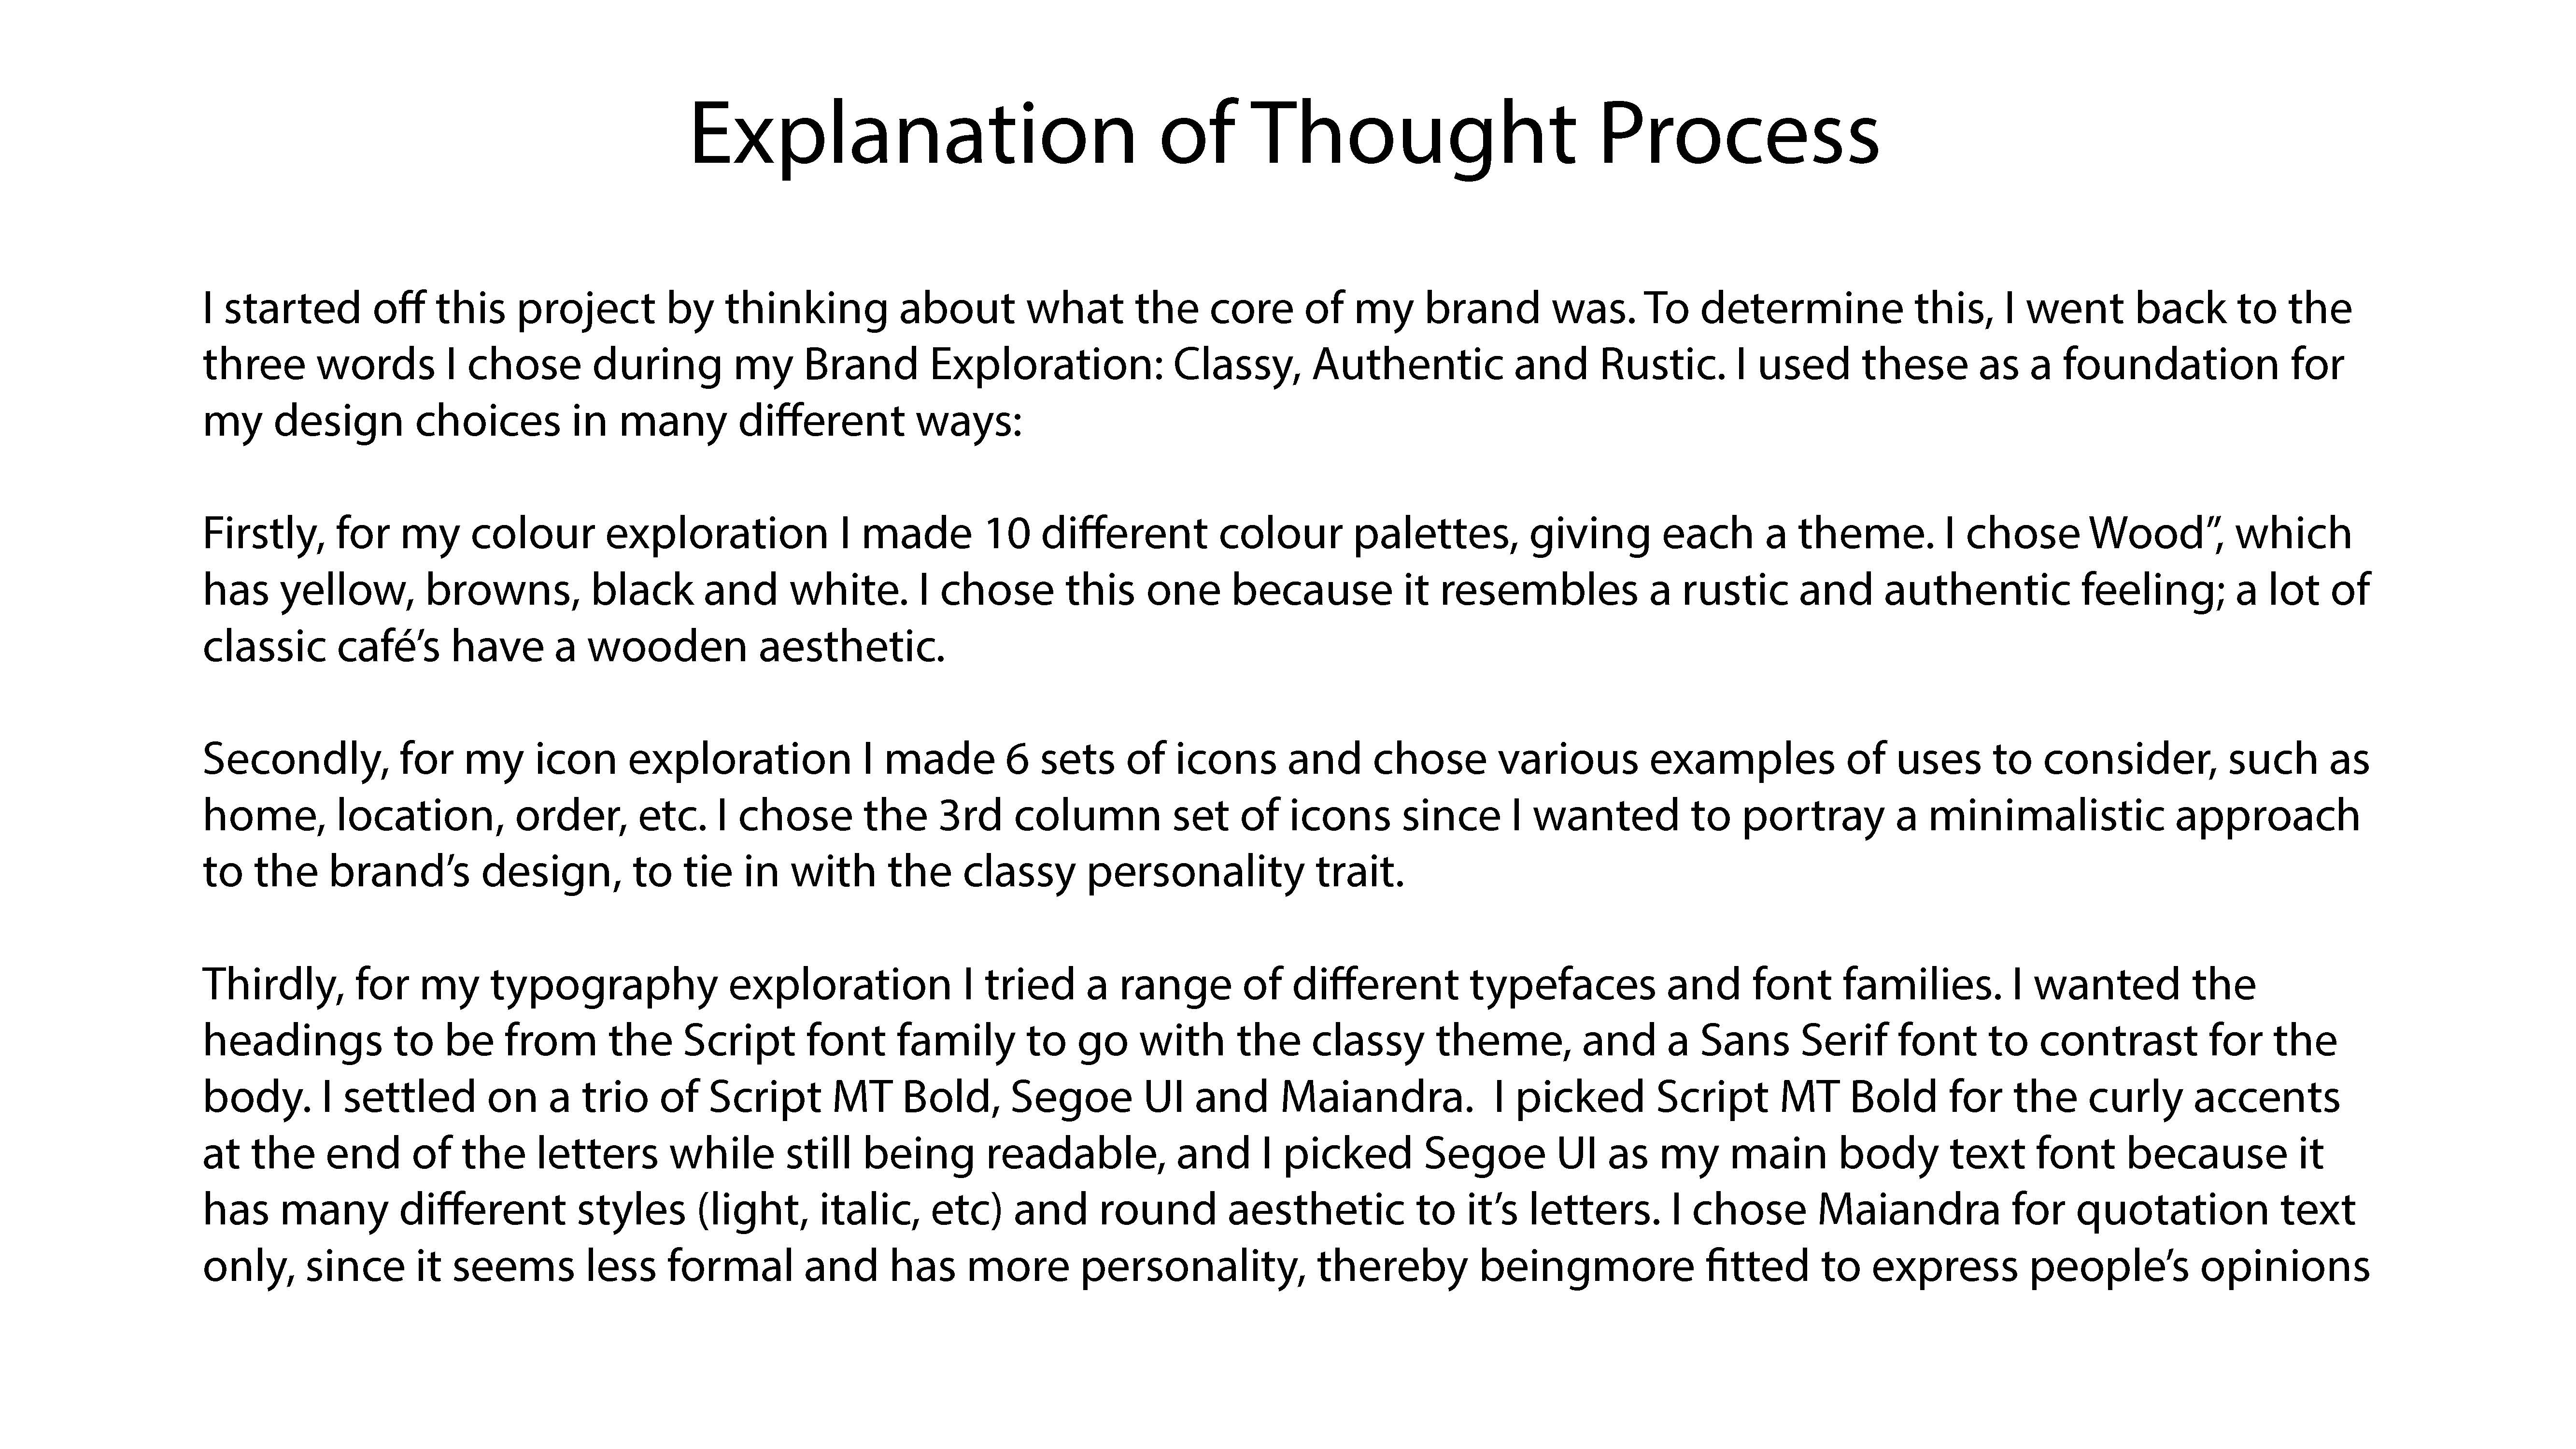 Explanation of Thought Process
I started off this project by thinking about what the core of my brand was. To determine this, I went back to the
three words I chose during my Brand Exploration: Classy, Authentic and Rustic. I used these as a foundation for
my design choices in many different ways:
Firstly, for my colour exploration I made 10 different colour palettes, giving each a theme. I chose Wood”, which
has yellow, browns, black and white. I chose this one because it resembles a rustic and authentic feeling; a lot of
classic café’s have a wooden aesthetic.
Secondly, for my icon exploration I made 6 sets of icons and chose various examples of uses to consider, such as
home, location, order, etc. I chose the 3rd column set of icons since I wanted to portray a minimalistic approach
to the brand’s design, to tie in with the classy personality trait.
Thirdly, for my typography exploration I tried a range of different typefaces and font families. I wanted the
headings to be from the Script font family to go with the classy theme, and a Sans Serif font to contrast for the
body. I settled on a trio of Script MT Bold, Segoe UI and Maiandra.  I picked Script MT Bold for the curly accents
at the end of the letters while still being readable, and I picked Segoe UI as my main body text font because it
has many different styles (light, italic, etc) and round aesthetic to it’s letters. I chose Maiandra for quotation text
only, since it seems less formal and has more personality, thereby beingmore fitted to express people’s opinions